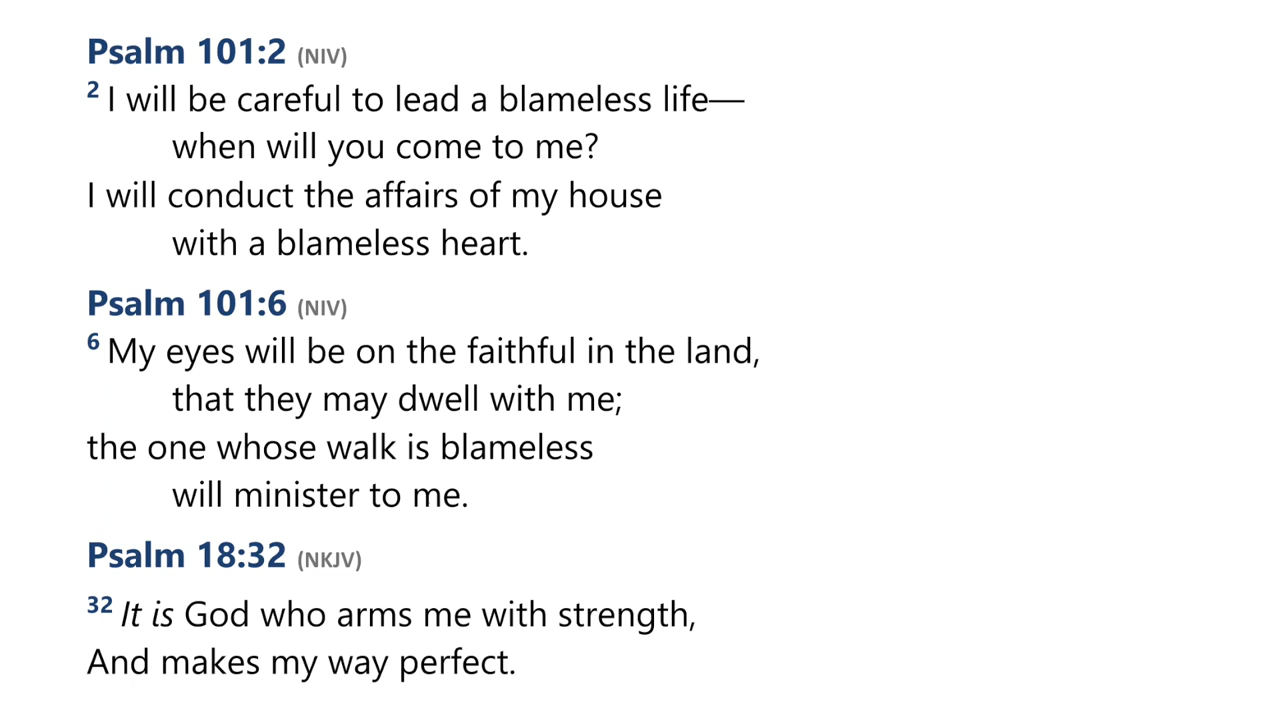 Psalm 101:2 (NIV)
2 I will be careful to lead a blameless life—
when will you come to me?
I will conduct the affairs of my house
with a blameless heart.
Psalm 101:6 (NIV)
6 My eyes will be on the faithful in the land,
that they may dwell with me;
the one whose walk is blameless
will minister to me.
Psalm 18:32 (NKJV)
32 It is God who arms me with strength,
And makes my way perfect.